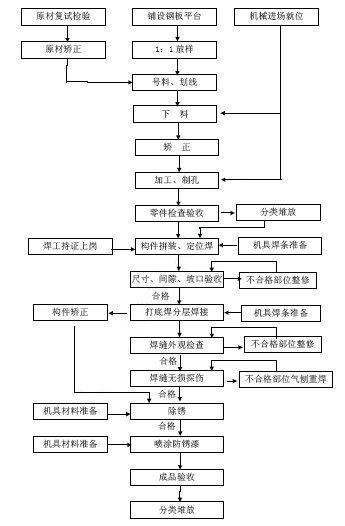 原材复试检验
铺设钢板平台
机械进场就位
原材矫正
1：1放样
号料、划线
下 料
矫 正
加工、制孔
零件检查验收
分类堆放
焊工持证上岗
构件拼装、定位焊
机具焊条准备
尺寸、间隙、坡口验收
不合格部位整修
合格
构件矫正
打底焊分层焊接
机具焊条准备
焊缝外观检查
不合格部位整修
合格
焊缝无损探伤
不合格部位气刨重焊
合格
机具材料准备
除锈
合格
机具材料准备
喷涂防锈漆
成品验收
分类堆放